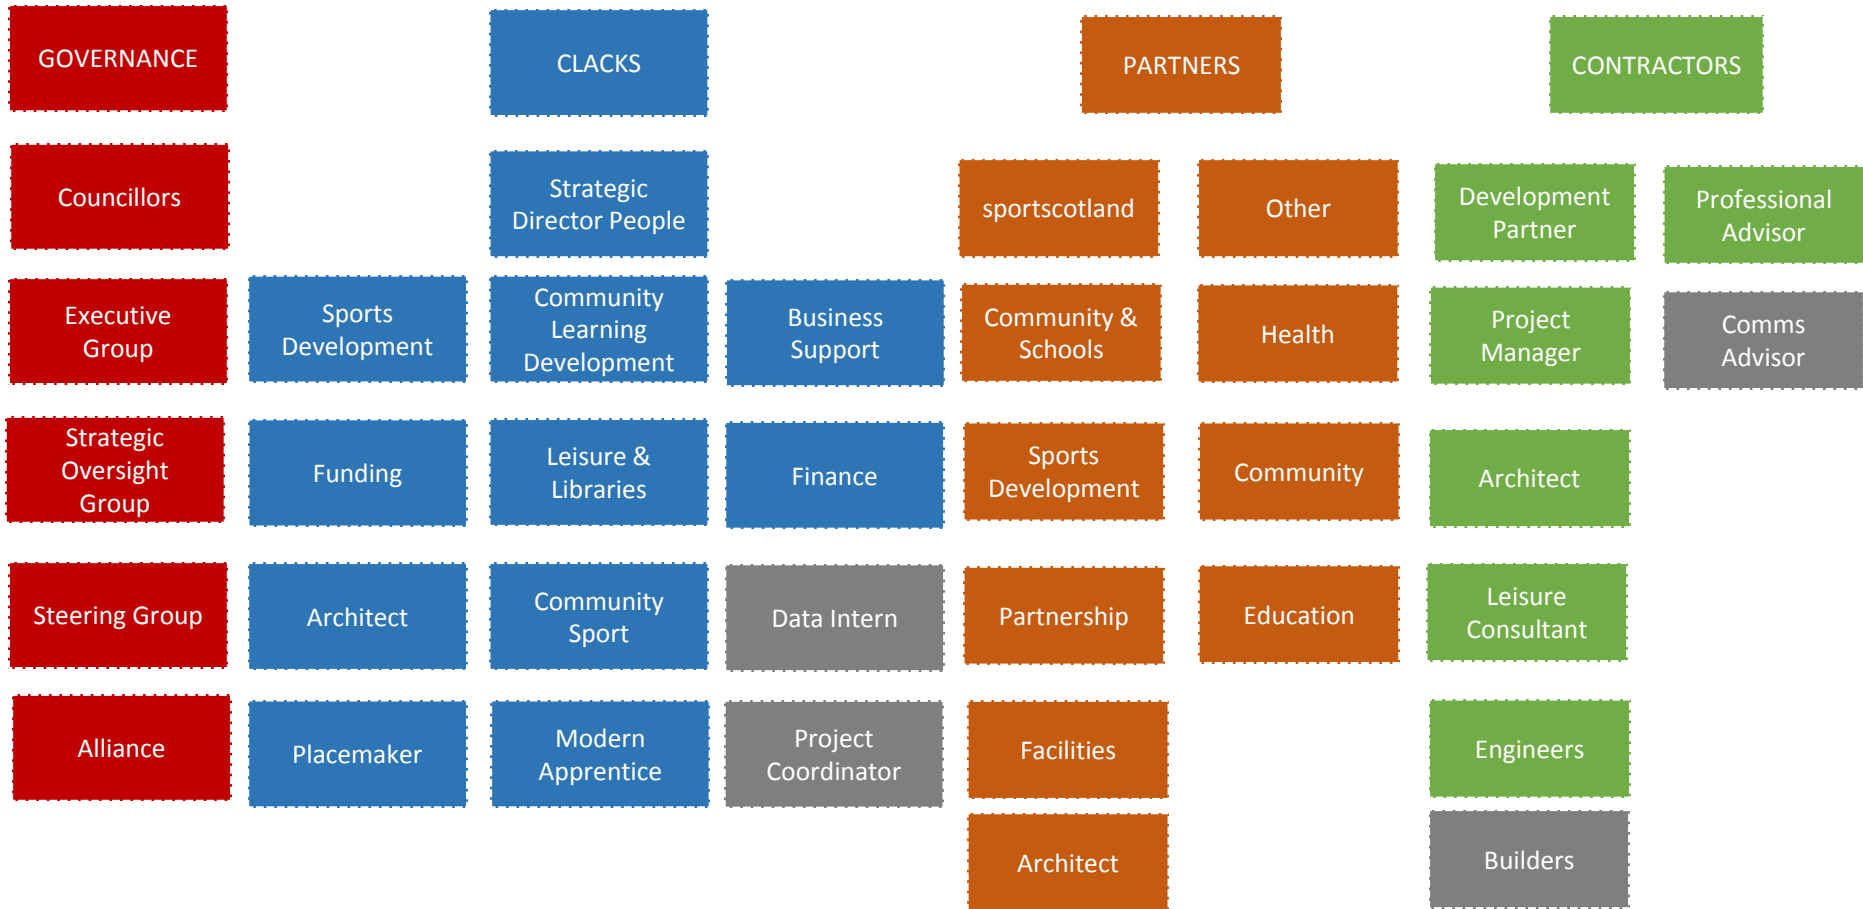 GOVERNANCE
CLACKS
PARTNERS
CONTRACTORS
Councillors
Strategic
Director People
sportscotland
Other
Development
Partner
Professional
Advisor
Executive
Group
Sports
Development
Community
Learning
Development
Business
Support
Community &
Schools
Health
Project
Manager
Comms
Advisor
Strategic
Oversight
Group
Funding
Leisure &
Libraries
Finance
Sports
Development
Community
Architect
Steering Group
Architect
Community
Sport
Data Intern
Partnership
Education
Leisure
Consultant
Alliance
Placemaker
Modern
Apprentice
Project
Coordinator
Facilities
Engineers
Architect
Builders